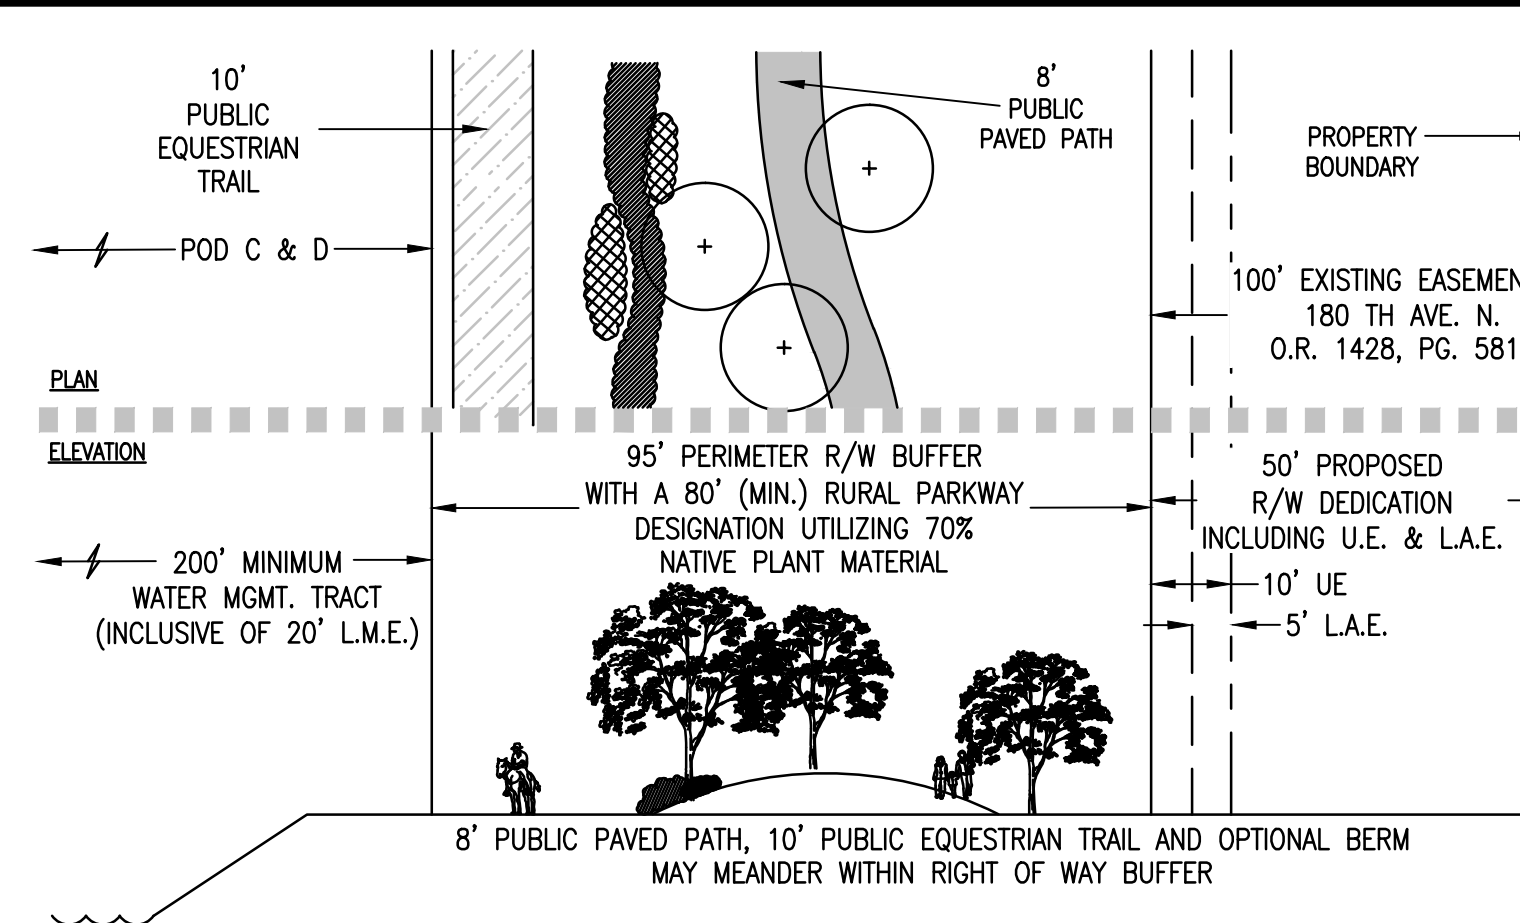 10'
PUBLIC
EQUESTRIAN
TRAIL
8'
PUBLIC
PAVED PATH
PROPERTY
BOUNDARY
POD C & D
100' EXISTING EASEMEN
180 TH AVE. N.
O.R. 1428, PG. 581
PLAN
ELEVATION
95' PERIMETER R/W BUFFER
WITH A 80' (MIN.) RURAL PARKWAY
DESIGNATION UTILIZING 70%
NATIVE PLANT MATERIAL
50' PROPOSED
R/W DEDICATION
INCLUDING U.E. & L.A.E.
200' MINIMUM
WATER MGMT. TRACT
(INCLUSIVE OF 20' L.M.E.)
10' UE
5' L.A.E.
8' PUBLIC PAVED PATH, 10' PUBLIC EQUESTRIAN TRAIL AND OPTIONAL BERM
MAY MEANDER WITHIN RIGHT OF WAY BUFFER